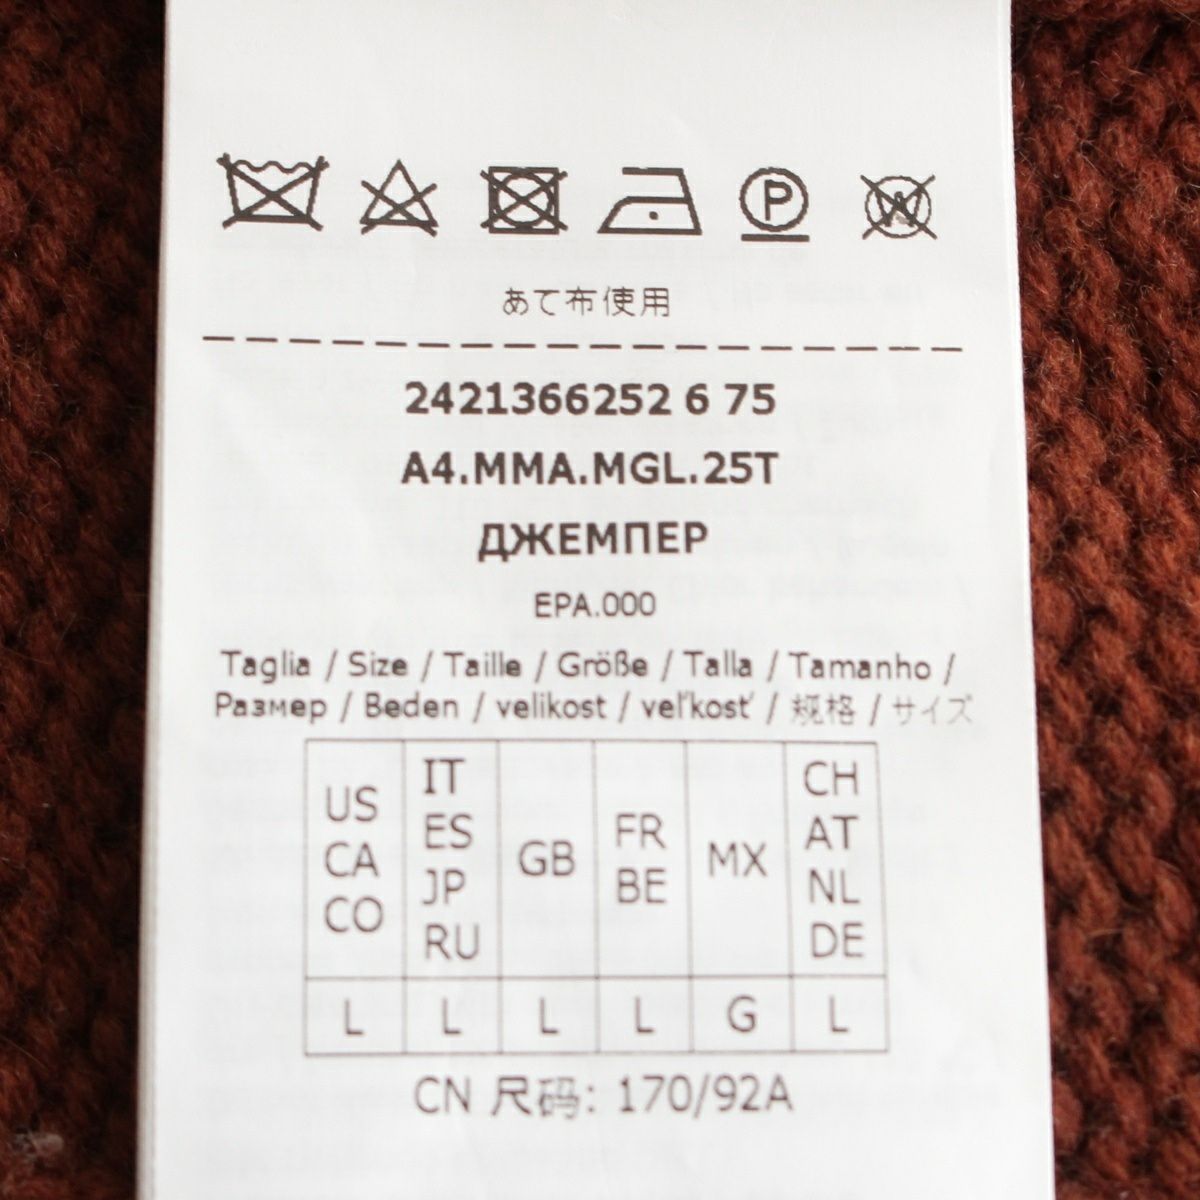 P W
あて布使用
2421366252 6 75
A4.MMA.MGL.25T
ДЖЕМПЕР
EPA.000
Taglia / Size / Taille / Größe / Talla / Tamanho /
Размер / Beden / velikost / veľkosť / 规格 / サイズ
US CA CO
IT ES JP RU
GB
FR BE
MX
CH AT NL DE
L L L L G L
CN 尺码: 170/92A